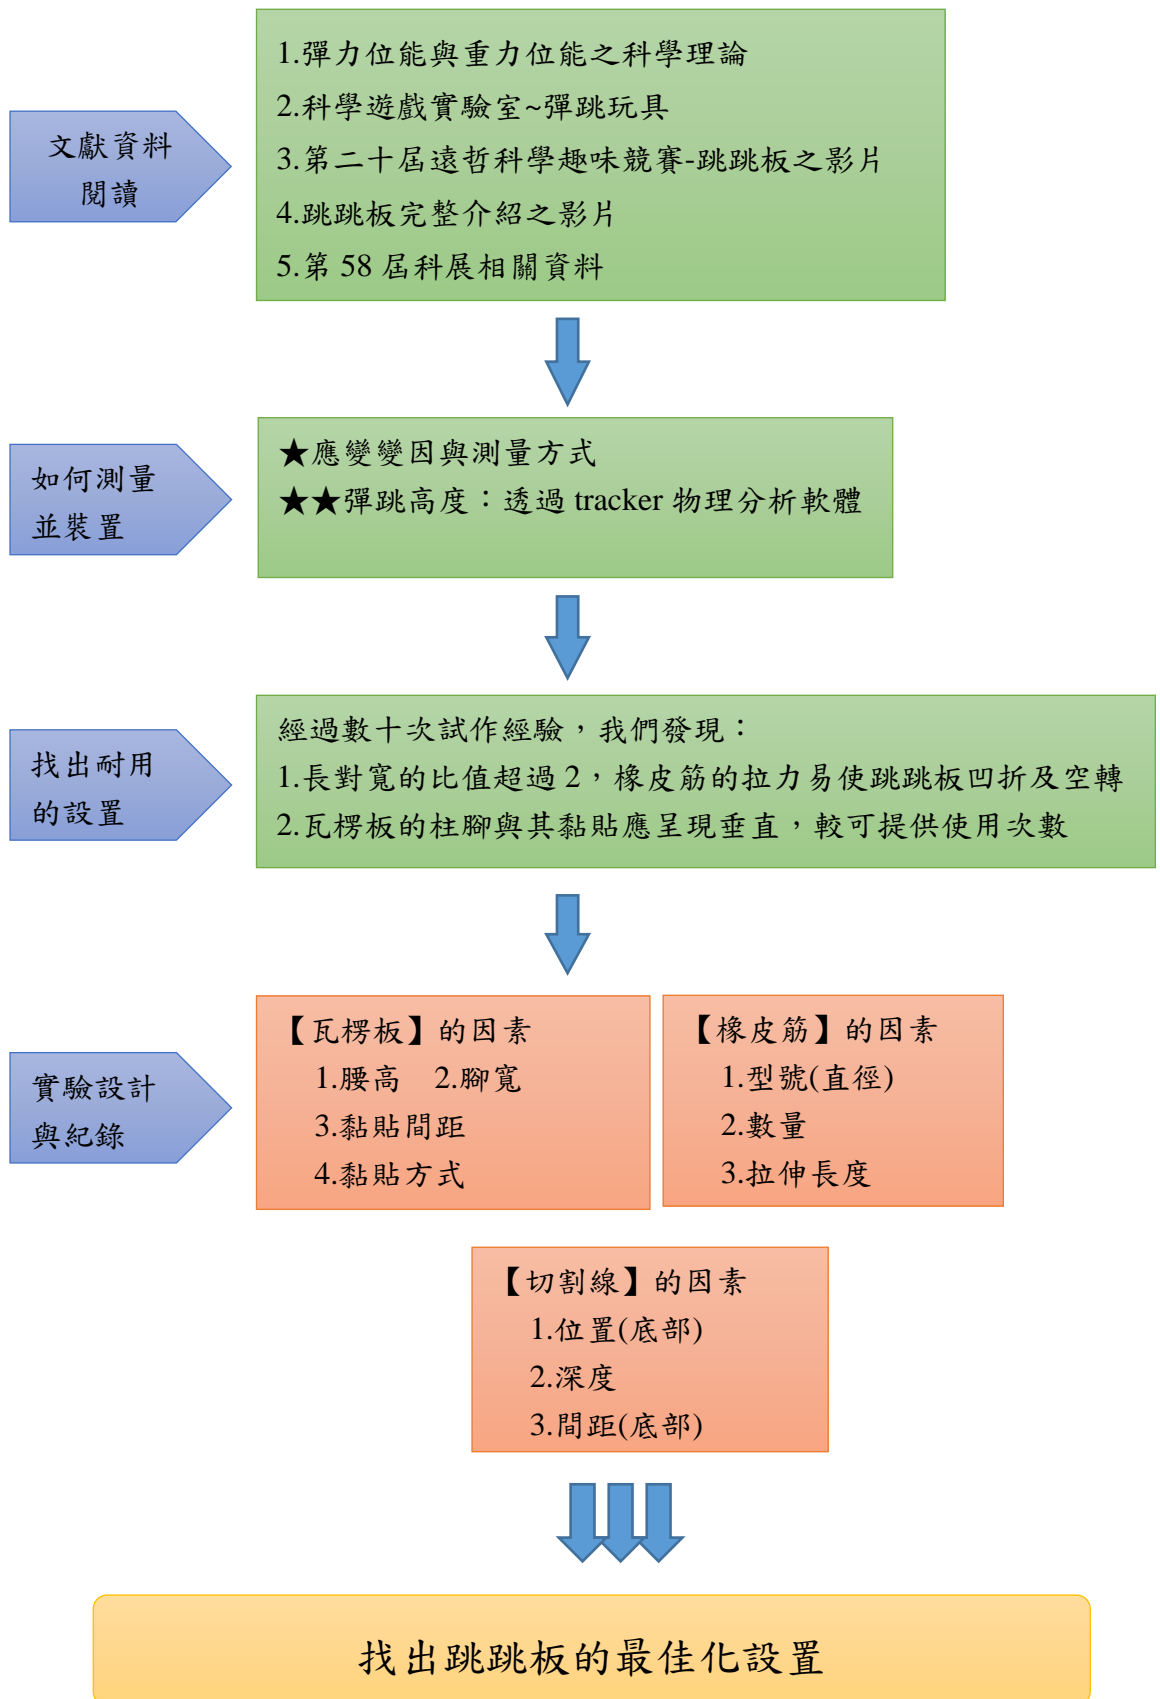 文獻資料
閱讀
1.彈力位能與重力位能之科學理論
2.科學遊戲實驗室~彈跳玩具
3.第二十屆遠哲科學趣味競賽-跳跳板之影片
4.跳跳板完整介紹之影片
5.第 58 屆科展相關資料
如何測量
並裝置
★應變變因與測量方式
★★彈跳高度：透過 tracker 物理分析軟體
找出耐用
的設置
經過數十次試作經驗，我們發現：
1.長對寬的比值超過 2，橡皮筋的拉力易使跳跳板凹折及空轉
2.瓦楞板的柱腳與其黏貼應呈現垂直，較可提供使用次數
實驗設計
與紀錄
【瓦楞板】的因素
1.腰高　2.腳寬
3.黏貼間距
4.黏貼方式
【橡皮筋】的因素
1.型號(直徑)
2.數量
3.拉伸長度
【切割線】的因素
1.位置(底部)
2.深度
3.間距(底部)
找出跳跳板的最佳化設置